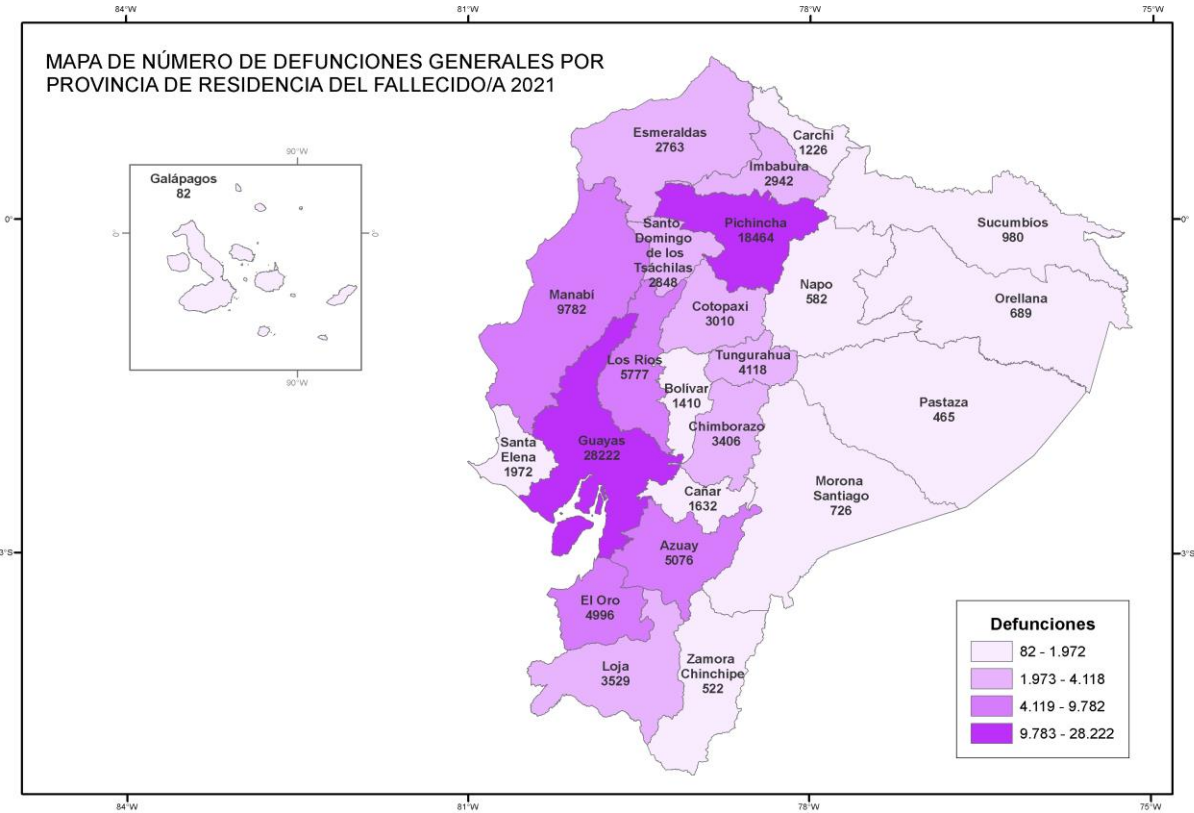 84°W
81°W
78°W
75°W
MAPA DE NÚMERO DE DEFUNCIONES GENERALES POR
PROVINCIA DE RESIDENCIA DEL FALLECIDO/A 2021
90°W
Galápagos
82
0°
0°
90°W
Esmeraldas
2763
Carchi
1226
Imbabura
2942
0°
0°
Pichincha
18464
Sucumbios
980
Santo
Domingo
de los
Tsáchilas
2848
Manabí
9782
Cotopaxi
3010
Napo
582
Orellana
689
Los Ríos
5777
Tungurahua
4118
Bolívar
1410
Pastaza
465
Chimborazo
3406
Santa
Elena
1972
Guayas
28222
Morona
Santiago
726
Cañar
1632
Azuay
5076
3°S
3°S
El Oro
4996
Loja
3529
Zamora
Chinchipe
522
Defunciones
82 - 1.972
1.973 - 4.118
4.119 - 9.782
9.783 - 28.222
84°W
81°W
78°W
75°W